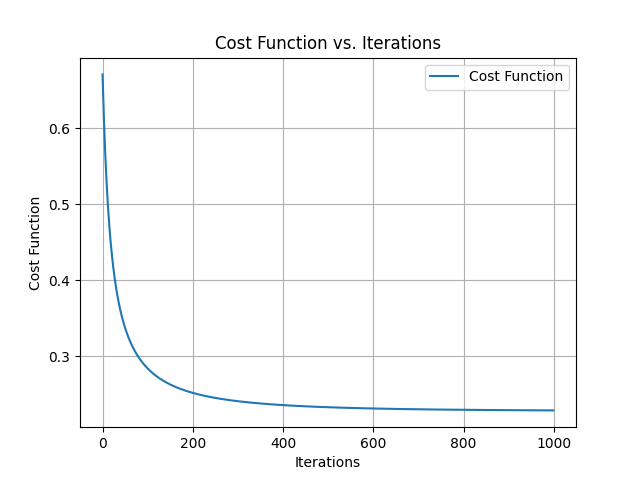 Cost Function vs. Iterations
Cost Function
0.6
0.5
0.4
0.3
Cost Function
0 200 400 600 800 1000
Iterations